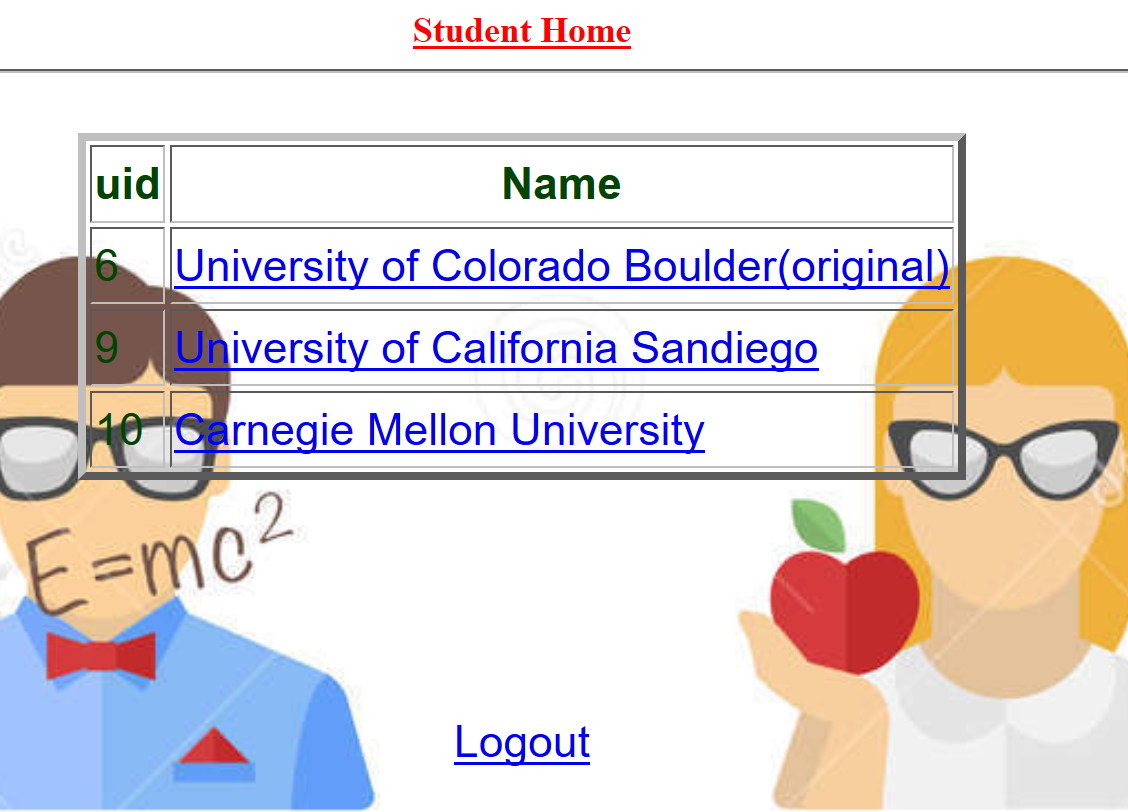 Student Home
uid Name
6 University of Colorado Boulder(original)
9 University of California Sandiego
10 Carnegie Mellon University
E=mc²
Logout